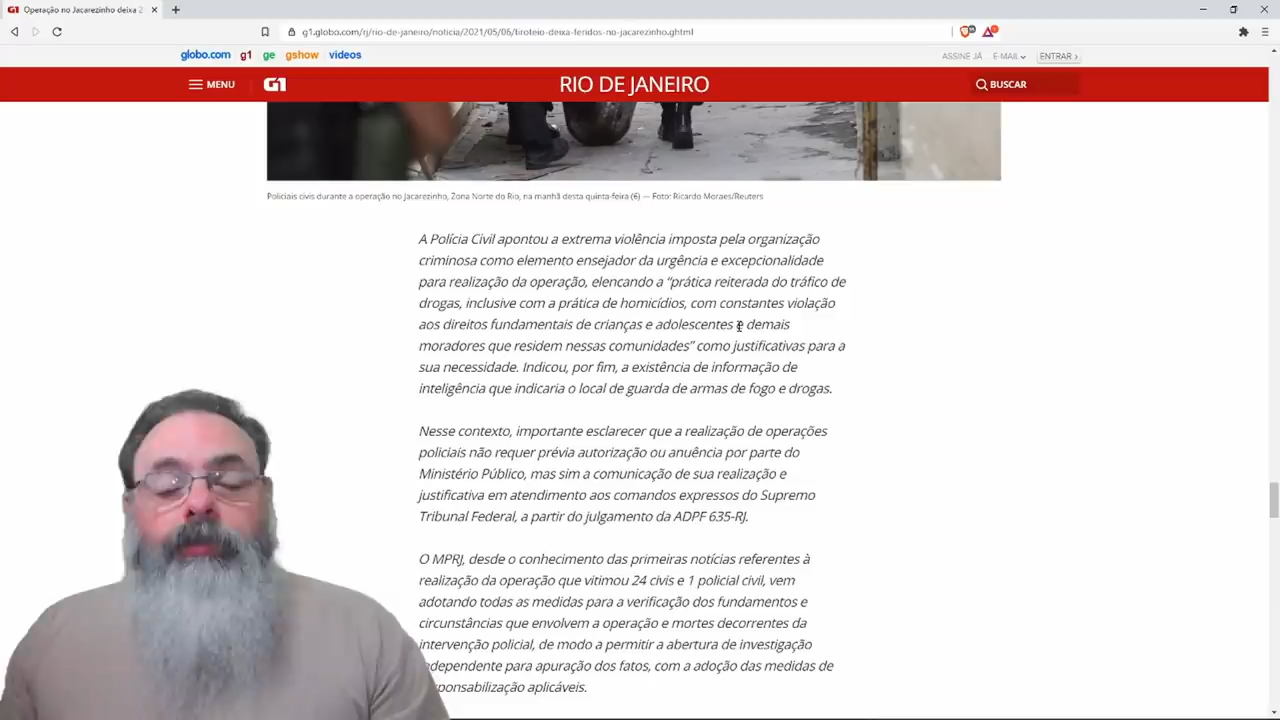 Operação no Jacarezinho deixa 2
g1.globo.com/rj/rio-de-janeiro/noticia/2021/05/06/tiroteio-deixa-feridos-no-jacarezinho.ghtml
globo.com g1 ge gshow videos
ASSINE JÁ E-MAIL ENTRAR ›
MENU G1 RIO DE JANEIRO BUSCAR
Policiais civis durante a operação no Jacarezinho, Zona Norte do Rio, na manhã desta quinta-feira (6) — Foto: Ricardo Moraes/Reuters
A Polícia Civil apontou a extrema violência imposta pela organização
criminosa como elemento ensejador da urgência e excepcionalidade
para realização da operação, elencando a “prática reiterada do tráfico de
drogas, inclusive com a prática de homicídios, com constantes violação
aos direitos fundamentais de crianças e adolescentes e demais
moradores que residem nessas comunidades” como justificativas para a
sua necessidade. Indicou, por fim, a existência de informação de
inteligência que indicaria o local de guarda de armas de fogo e drogas.
Nesse contexto, importante esclarecer que a realização de operações
policiais não requer prévia autorização ou anuência por parte do
Ministério Público, mas sim a comunicação de sua realização e
justificativa em atendimento aos comandos expressos do Supremo
Tribunal Federal, a partir do julgamento da ADPF 635-RJ.
O MPRJ, desde o conhecimento das primeiras notícias referentes à
realização da operação que vitimou 24 civis e 1 policial civil, vem
adotando todas as medidas para a verificação dos fundamentos e
circunstâncias que envolvem a operação e mortes decorrentes da
intervenção policial, de modo a permitir a abertura de investigação
ndependente para apuração dos fatos, com a adoção das medidas de
sponsabilização aplicáveis.